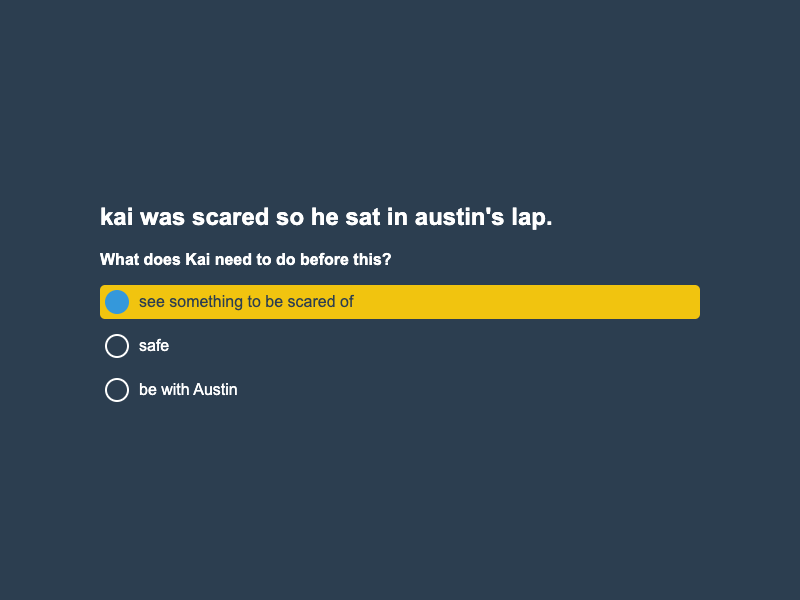 kai was scared so he sat in austin's lap.
What does Kai need to do before this?
see something to be scared of
safe
be with Austin